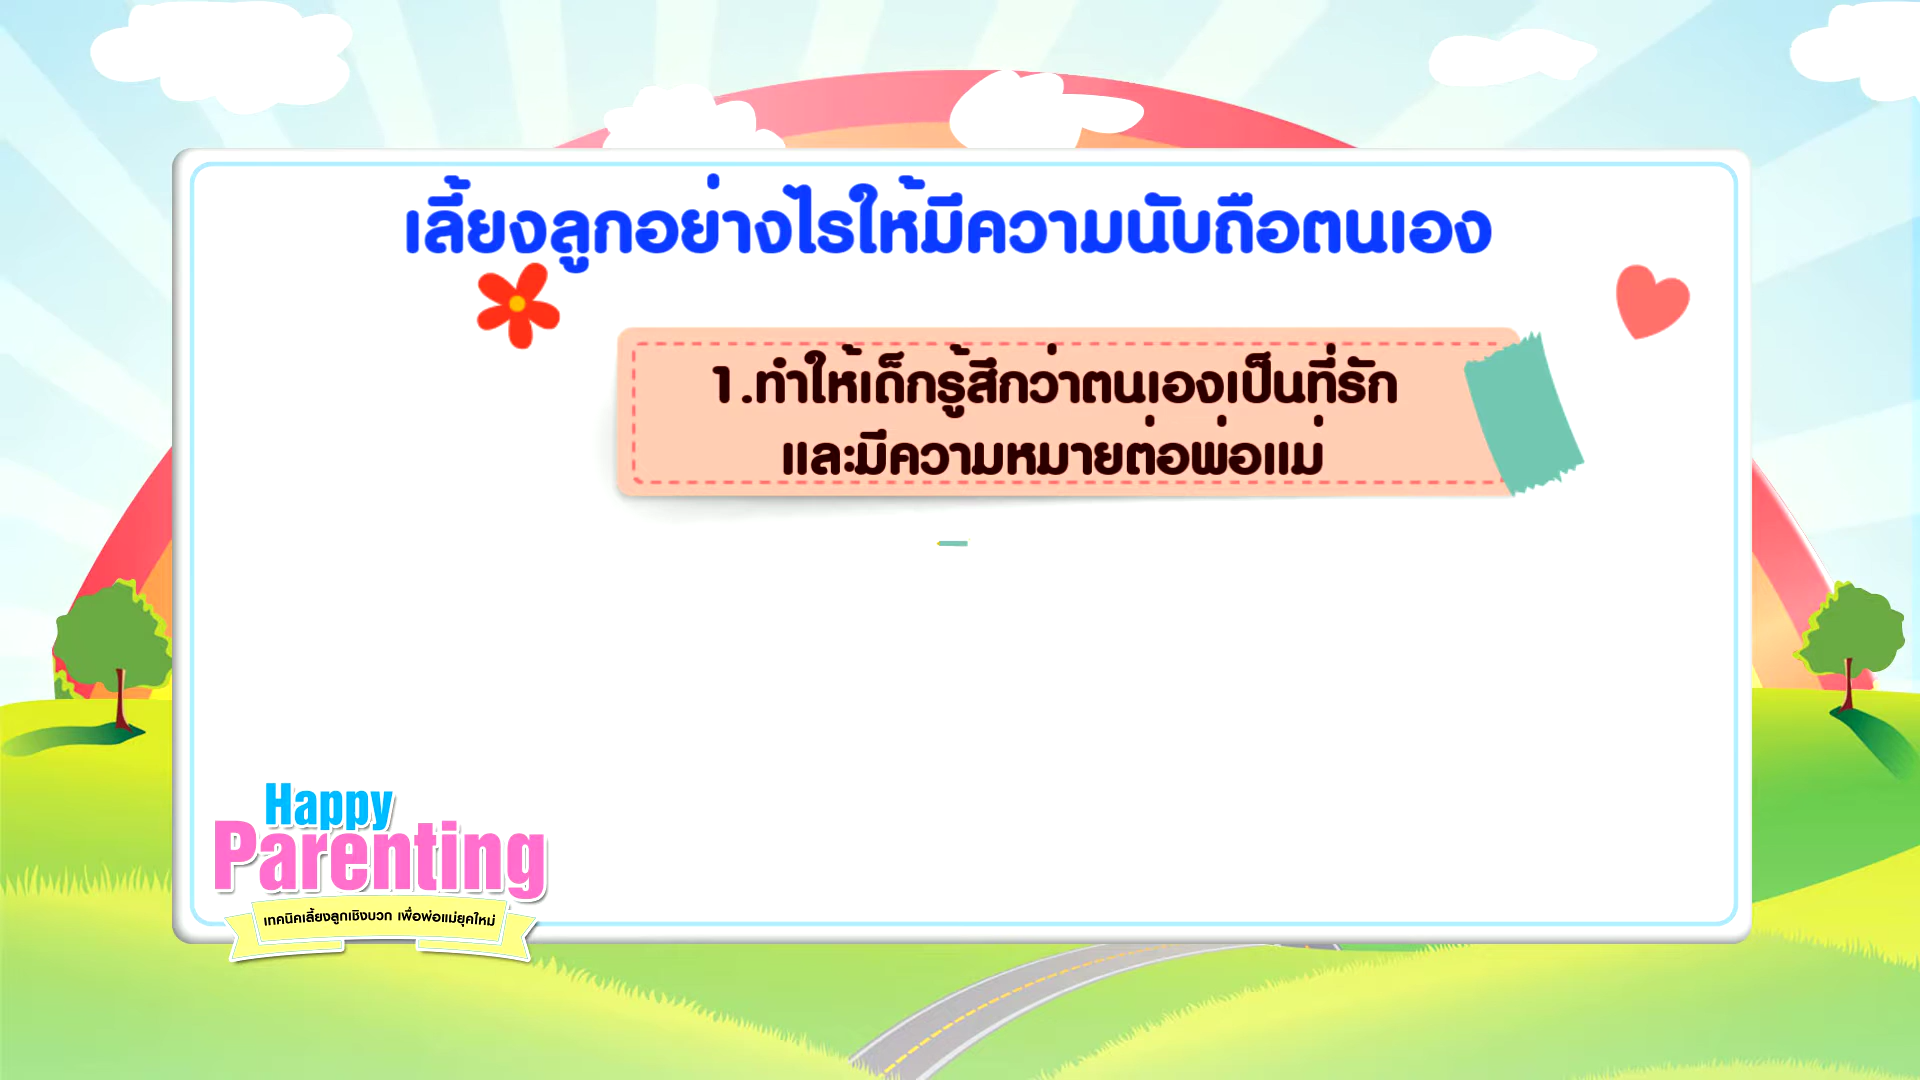 เลี้ยงลูกอย่างไรให้มีความนับถือตนเอง
1.ทำให้เด็กรู้สึกว่าตนเองเป็นที่รัก
และมีความหมายต่อพ่อแม่
Happy
Parenting
เทคนิคเลี้ยงลูกเชิงบวก เพื่อพ่อแม่ยุคใหม่